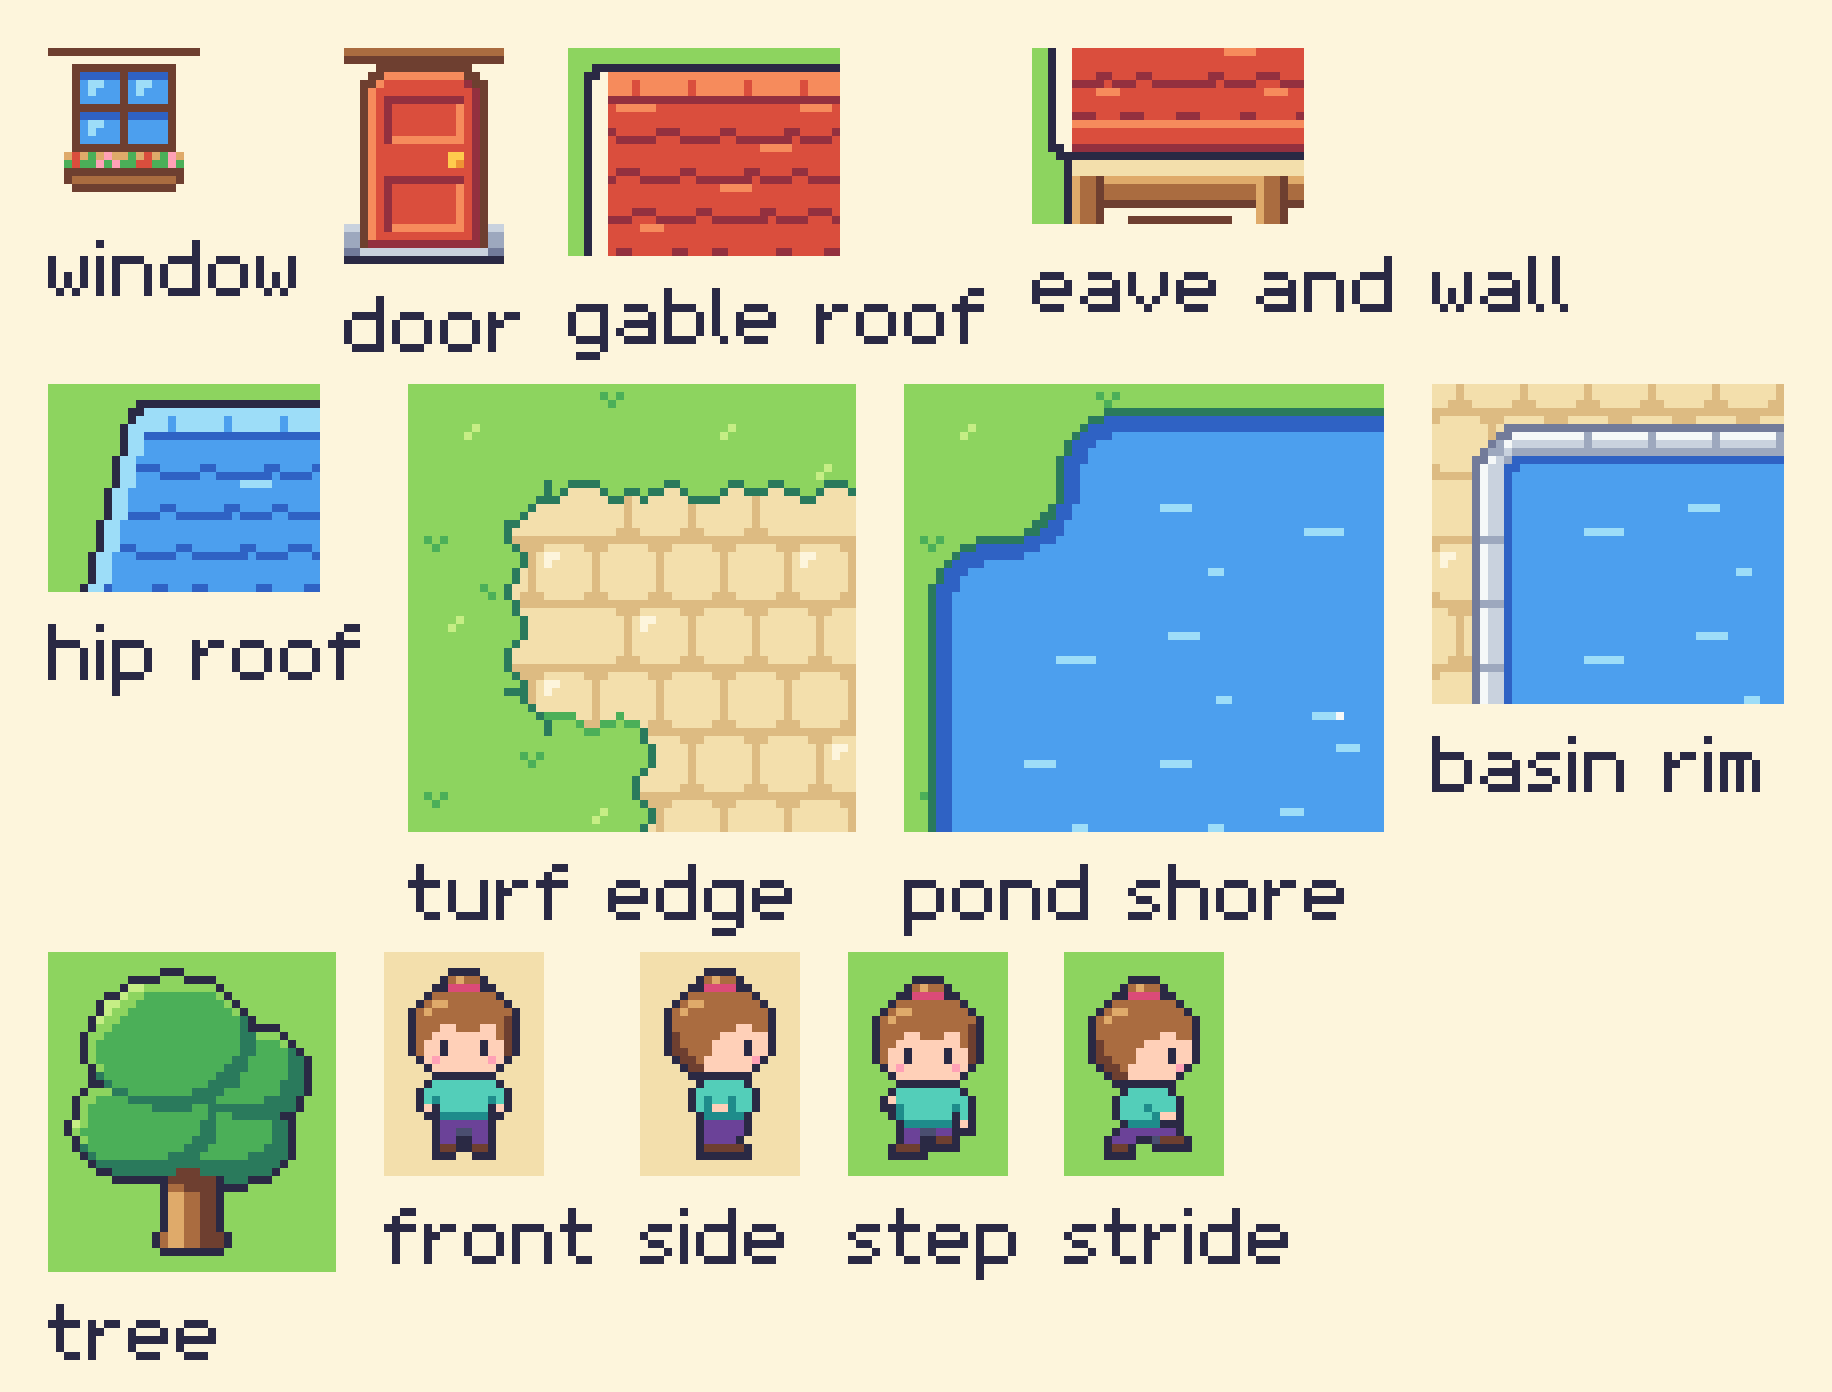 window
door
gable roof
eave and wall
hip roof
turf edge
pond shore
basin rim
tree
front
side
step
stride